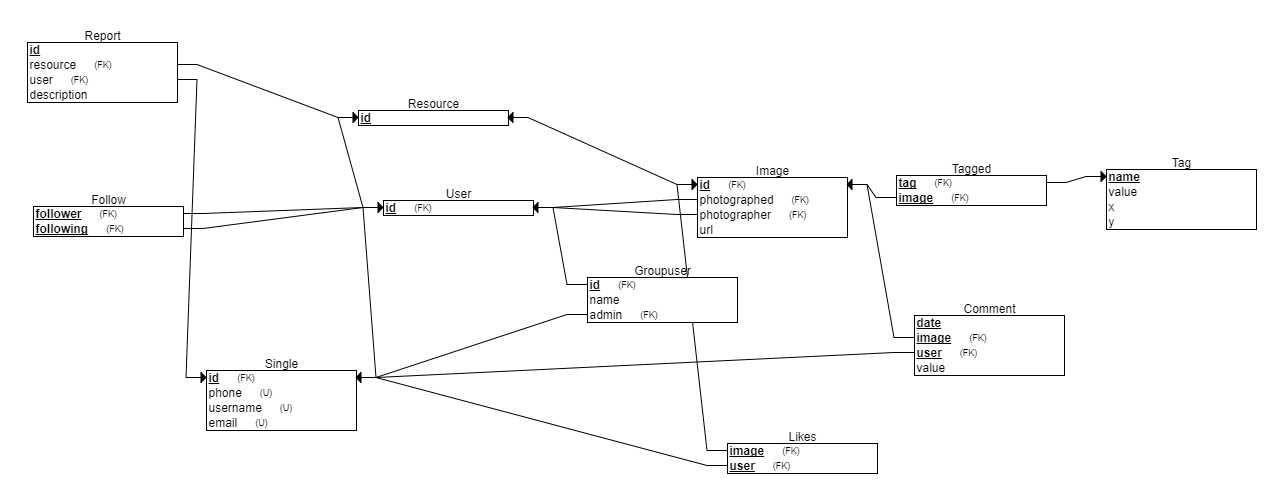 Report
id
resource (FK)
user (FK)
description
Resource
id
Follow
follower (FK)
following (FK)
User
id (FK)
Image
id (FK)
photographed (FK)
photographer (FK)
url
Tagged
tag (FK)
image (FK)
Tag
name
value
x
y
Groupuser
id (FK)
name
admin (FK)
Comment
date
image (FK)
user (FK)
value
Single
id (FK)
phone (U)
username (U)
email (U)
Likes
image (FK)
user (FK)